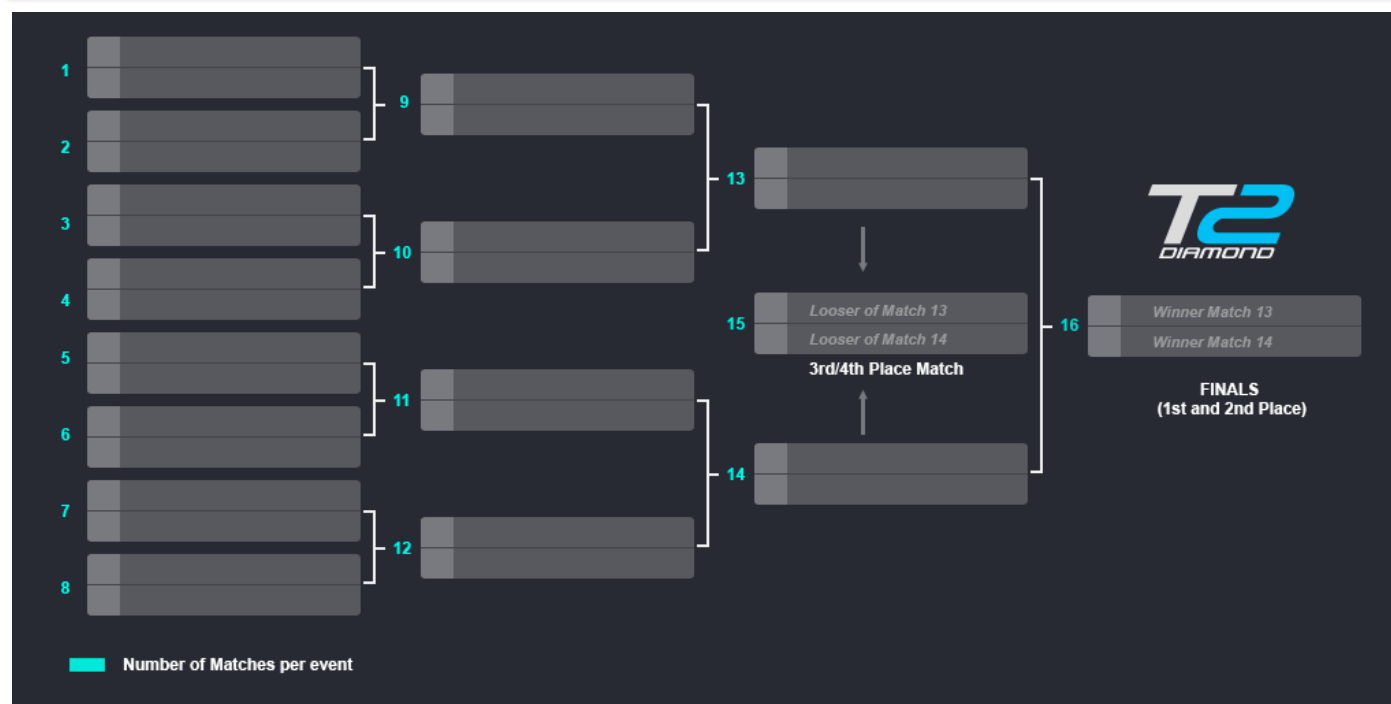 1
2
3
4
5
6
7
8
9
10
11
12
13
14
15
Looser of Match 13
Looser of Match 14
3rd/4th Place Match
T2
DIAMOND
16
Winner Match 13
Winner Match 14
FINALS
(1st and 2nd Place)
Number of Matches per event